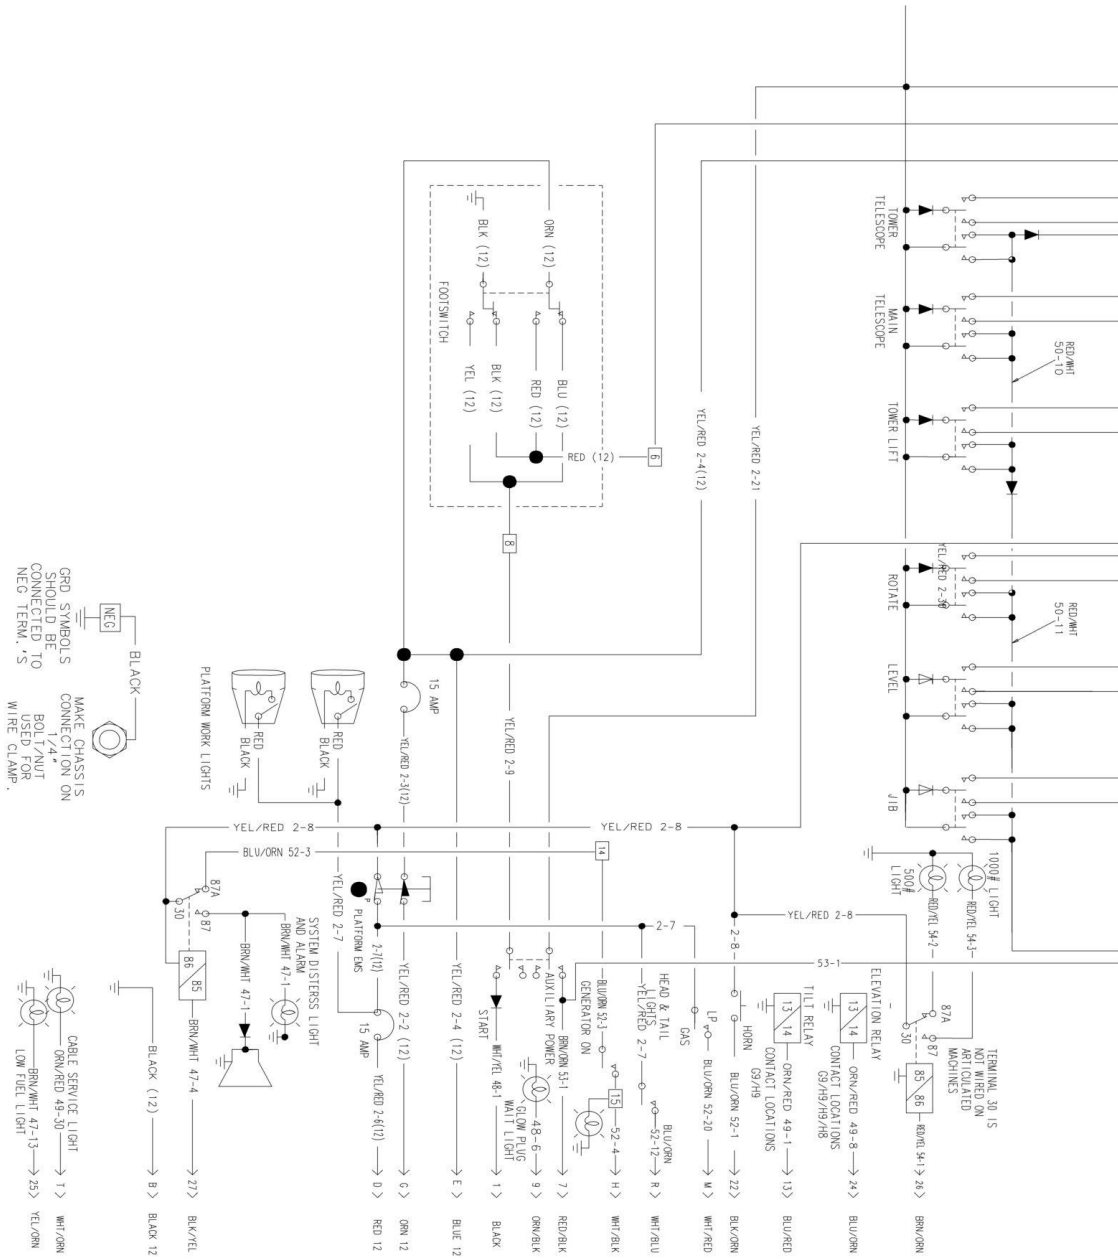 TOWER
TELESCOPE
MAIN
TELESCOPE
RED/WHT
50-10
TOWER LIFT
YEL/RED 2-38
ROTATE
RED/WHT
50-11
LEVEL
JIB
ORN (12)
BLK (12)
FOOTSWITCH
BLU (12)
RED (12)
BLK (12)
YEL (12)
RED (12)
6
8
YEL/RED 2-4(12)
YEL/RED 2-21
YEL/RED 2-9
15 AMP
YEL/RED 2-3(12)
GRD SYMBOLS
SHOULD BE
CONNECTED TO
NEG TERM.'S
NEG
BLACK
MAKE CHASSIS
CONNECTION ON
1/4"
BOLT/NUT
USED FOR
WIRE CLAMP.
PLATFORM WORK LIGHTS
RED
BLACK
RED
BLACK
YEL/RED 2-8
YEL/RED 2-8
BLU/ORN 52-3
14
YEL/RED 2-7
P
PLATFORM EMS
2-7(12)
15 AMP
YEL/RED 2-6(12)
YEL/RED 2-2 (12)
YEL/RED 2-4 (12)
87A
30
87
86
85
BRN/WHT 47-4
BRN/WHT 47-1
BRN/WHT 47-1
SYSTEM DISTERSS LIGHT
AND ALARM
BLACK (12)
CABLE SERVICE LIGHT
ORN/RED 49-30
BRN/WHT 47-13
LOW FUEL LIGHT
AUXILIARY POWER
START
WHT/YEL 48-1
48-6
GLOW PLUG
WAIT LIGHT
BRN/ORN 53-1
BLU/ORN 52-3
GENERATOR ON
15
52-4
HEAD & TAIL
LIGHTS
YEL/RED 2-7
BLU/ORN
52-12
2-7
GAS
LP
BLU/ORN 52-20
2-8
HORN
BLU/ORN 52-1
53-1
YEL/RED 2-8
TILT RELAY
13
14
ORN/RED 49-1
CONTACT LOCATIONS
G9/H9
ELEVATION RELAY
13
14
ORN/RED 49-8
CONTACT LOCATIONS
G9/H9/H9/H8
1000# LIGHT
500#
LIGHT
RED/YEL 54-2
RED/YEL 54-3
87A
30
87
85
86
RED/YEL 54-1
TERMINAL 30 IS
NOT WIRED ON
ARTICULATED
MACHINES
25
YEL/ORN
T
WHT/ORN
B
BLACK 12
27
BLK/YEL
D
RED 12
G
ORN 12
E
BLUE 12
1
BLACK
9
ORN/BLK
7
RED/BLK
H
WHT/BLK
R
WHT/BLU
M
WHT/RED
22
BLK/ORN
13
BLU/RED
24
BLU/ORN
26
BRN/ORN